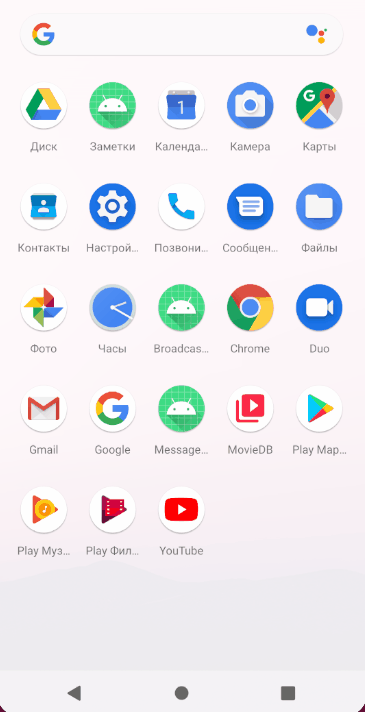 Диск
Заметки
Календа...
Камера
Карты
Контакты
Настрой...
Позвони...
Сообщен...
Файлы
Фото
Часы
Broadcas...
Chrome
Duo
Gmail
Google
Message...
MovieDB
Play Мар...
Play Муз...
Play Фил...
YouTube